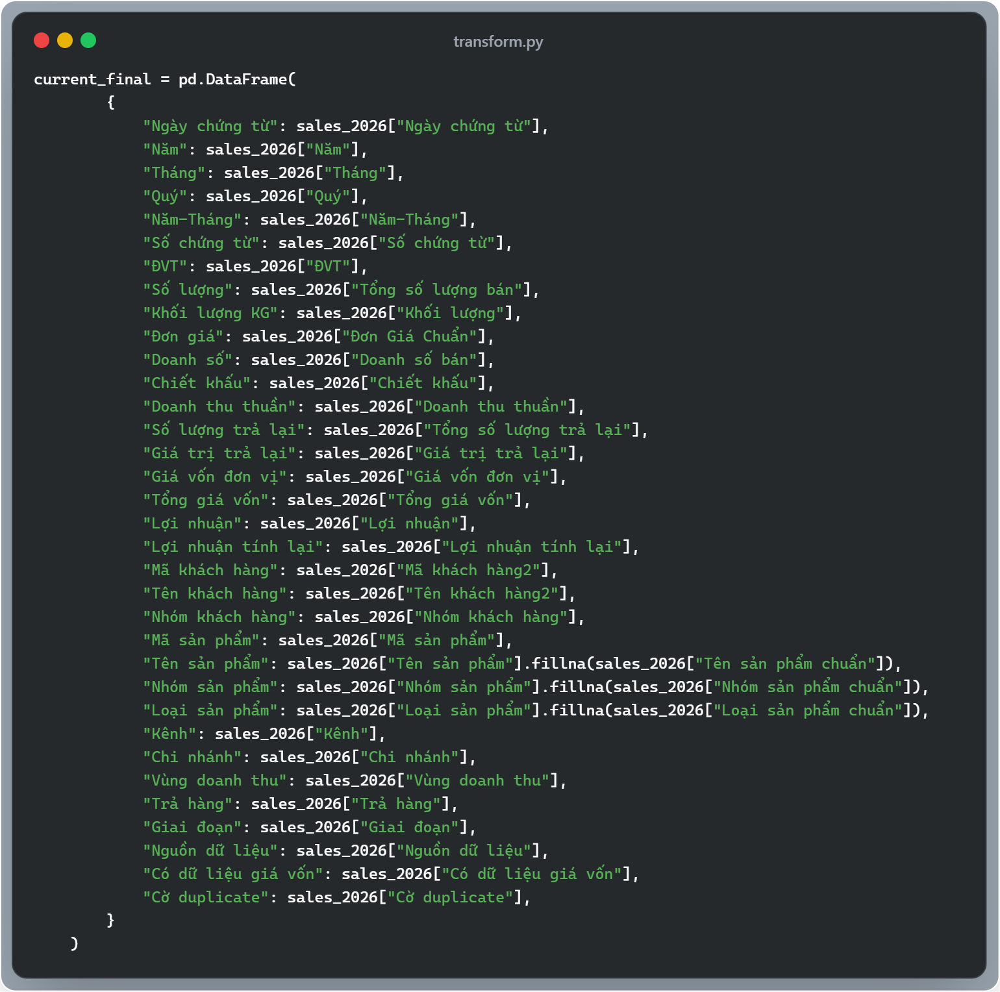 transform.py
current_final = pd.DataFrame(
{
"Ngày chứng từ": sales_2026["Ngày chứng từ"],
"Năm": sales_2026["Năm"],
"Tháng": sales_2026["Tháng"],
"Quý": sales_2026["Quý"],
"Năm-Tháng": sales_2026["Năm-Tháng"],
"Số chứng từ": sales_2026["Số chứng từ"],
"ĐVT": sales_2026["ĐVT"],
"Số lượng": sales_2026["Tổng số lượng bán"],
"Khối lượng KG": sales_2026["Khối lượng"],
"Đơn giá": sales_2026["Đơn Giá Chuẩn"],
"Doanh số": sales_2026["Doanh số bán"],
"Chiết khấu": sales_2026["Chiết khấu"],
"Doanh thu thuần": sales_2026["Doanh thu thuần"],
"Số lượng trả lại": sales_2026["Tổng số lượng trả lại"],
"Giá trị trả lại": sales_2026["Giá trị trả lại"],
"Giá vốn đơn vị": sales_2026["Giá vốn đơn vị"],
"Tổng giá vốn": sales_2026["Tổng giá vốn"],
"Lợi nhuận": sales_2026["Lợi nhuận"],
"Lợi nhuận tính lại": sales_2026["Lợi nhuận tính lại"],
"Mã khách hàng": sales_2026["Mã khách hàng2"],
"Tên khách hàng": sales_2026["Tên khách hàng2"],
"Nhóm khách hàng": sales_2026["Nhóm khách hàng"],
"Mã sản phẩm": sales_2026["Mã sản phẩm"],
"Tên sản phẩm": sales_2026["Tên sản phẩm"].fillna(sales_2026["Tên sản phẩm chuẩn"]),
"Nhóm sản phẩm": sales_2026["Nhóm sản phẩm"].fillna(sales_2026["Nhóm sản phẩm chuẩn"]),
"Loại sản phẩm": sales_2026["Loại sản phẩm"].fillna(sales_2026["Loại sản phẩm chuẩn"]),
"Kênh": sales_2026["Kênh"],
"Chi nhánh": sales_2026["Chi nhánh"],
"Vùng doanh thu": sales_2026["Vùng doanh thu"],
"Trả hàng": sales_2026["Trả hàng"],
"Giai đoạn": sales_2026["Giai đoạn"],
"Nguồn dữ liệu": sales_2026["Nguồn dữ liệu"],
"Có dữ liệu giá vốn": sales_2026["Có dữ liệu giá vốn"],
"Cờ duplicate": sales_2026["Cờ duplicate"],
}
)